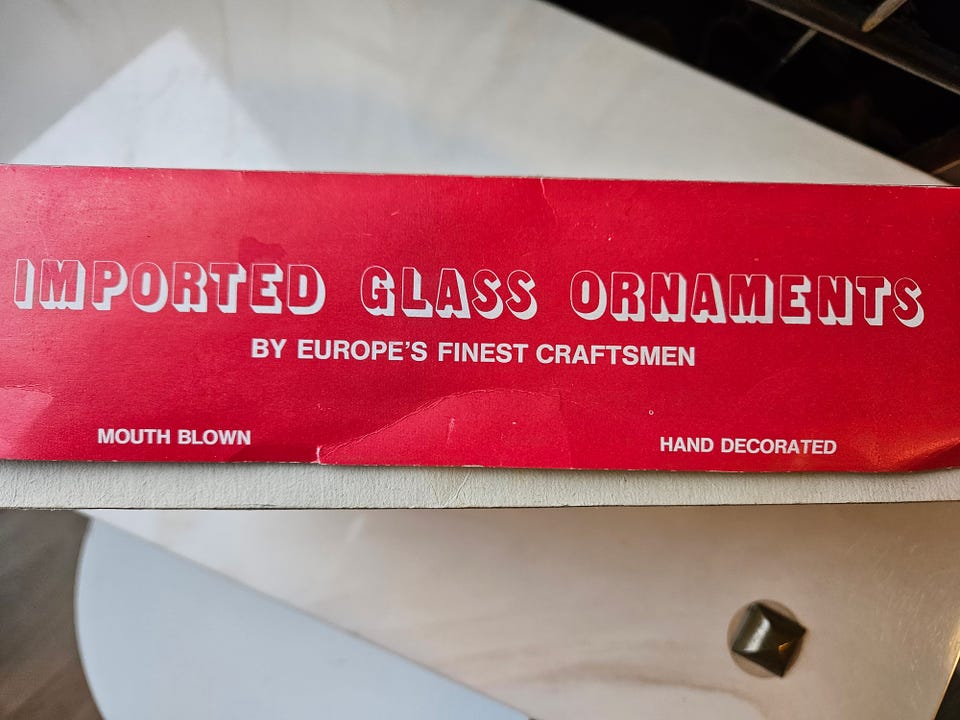 IMPORTED GLASS ORNAMENTS
BY EUROPE'S FINEST CRAFTSMEN
MOUTH BLOWN
HAND DECORATED